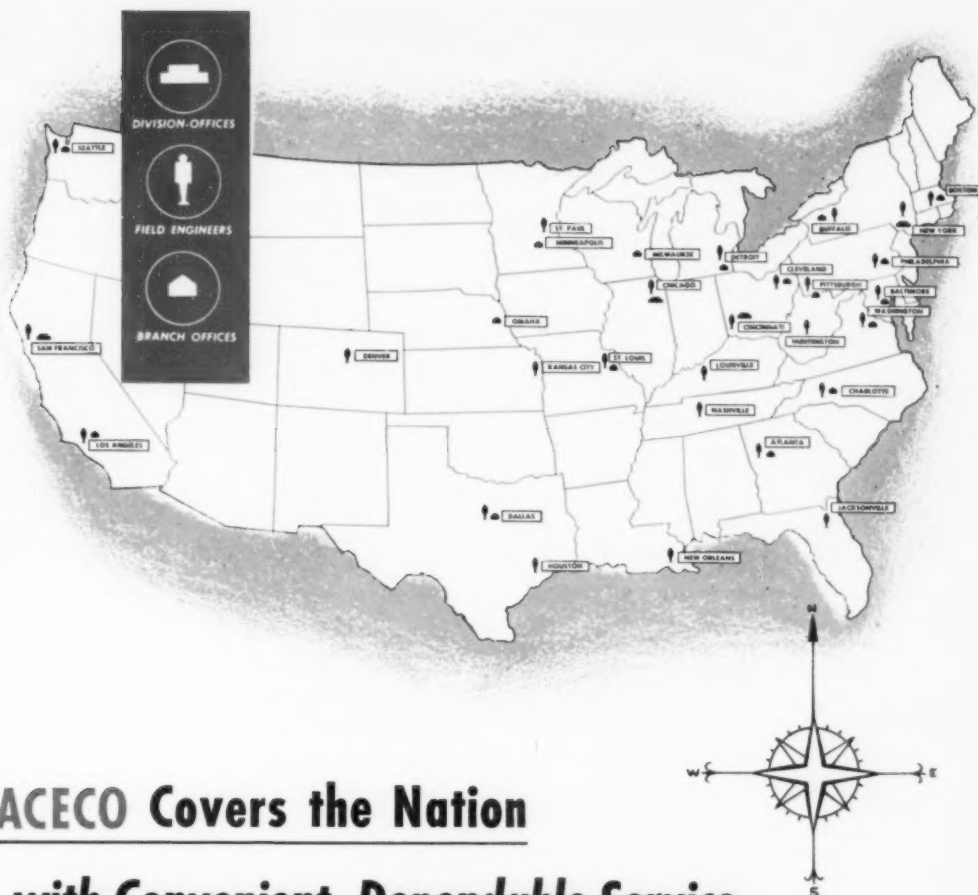 DIVISION-OFFICES
FIELD ENGINEERS
BRANCH OFFICES
SEATTLE
SAN FRANCISCO
LOS ANGELES
DENVER
ST. PAUL
MINNEAPOLIS
OMAHA
KANSAS CITY
ST. LOUIS
DALLAS
HOUSTON
NEW ORLEANS
MILWAUKEE
CHICAGO
DETROIT
CLEVELAND
PITTSBURGH
CINCINNATI
HUNTINGTON
LOUISVILLE
NASHVILLE
CHARLOTTE
ATLANTA
JACKSONVILLE
BUFFALO
BOSTON
NEW YORK
PHILADELPHIA
BALTIMORE
WASHINGTON
N
W
E
S
ACECO Covers the Nation
with Convenient, Dependable Service